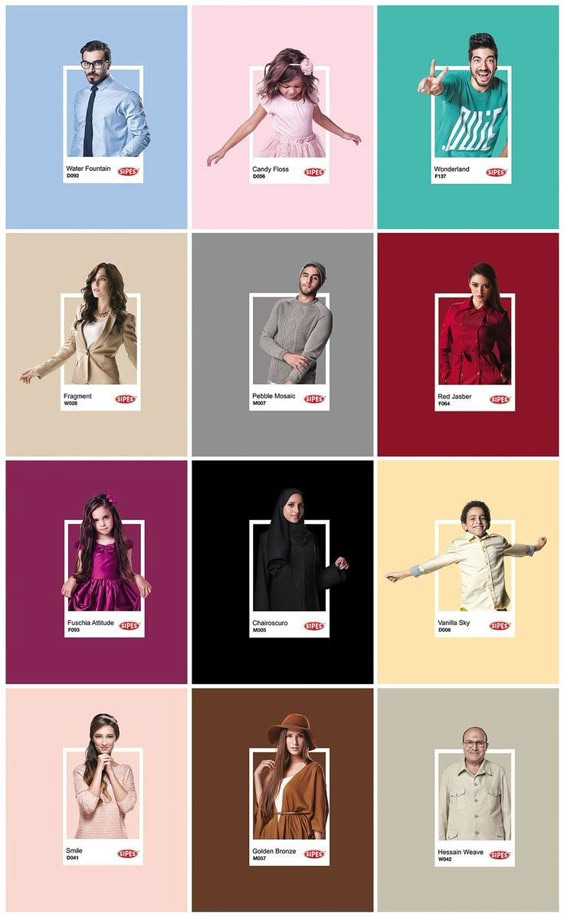 Water Fountain
D092
SIPES
Candy Floss
D056
SIPES
Wonderland
F137
SIPES
Fragment
W026
SIPES
Pebble Mosaic
M007
SIPES
Red Jasber
F064
SIPES
Fuschia Attitude
F093
SIPES
Chairoscuro
M005
SIPES
Vanilla Sky
D006
SIPES
Smile
D041
SIPES
Golden Bronze
M057
SIPES
Hessain Weave
W042
SIPES